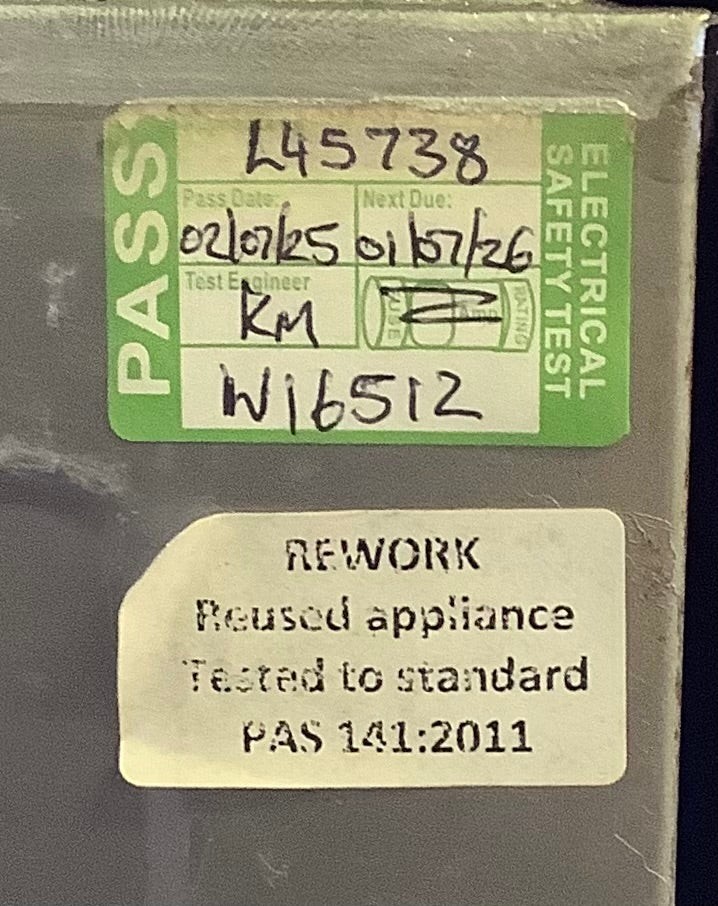 PASS
L45738
Pass Date: Next Due:
02/07/25 01/07/26
Test Engineer
KM
W16512
ELECTRICAL
SAFETY TEST
RATING
REWORK
Reused appliance
Tested to standard
PAS 141:2011